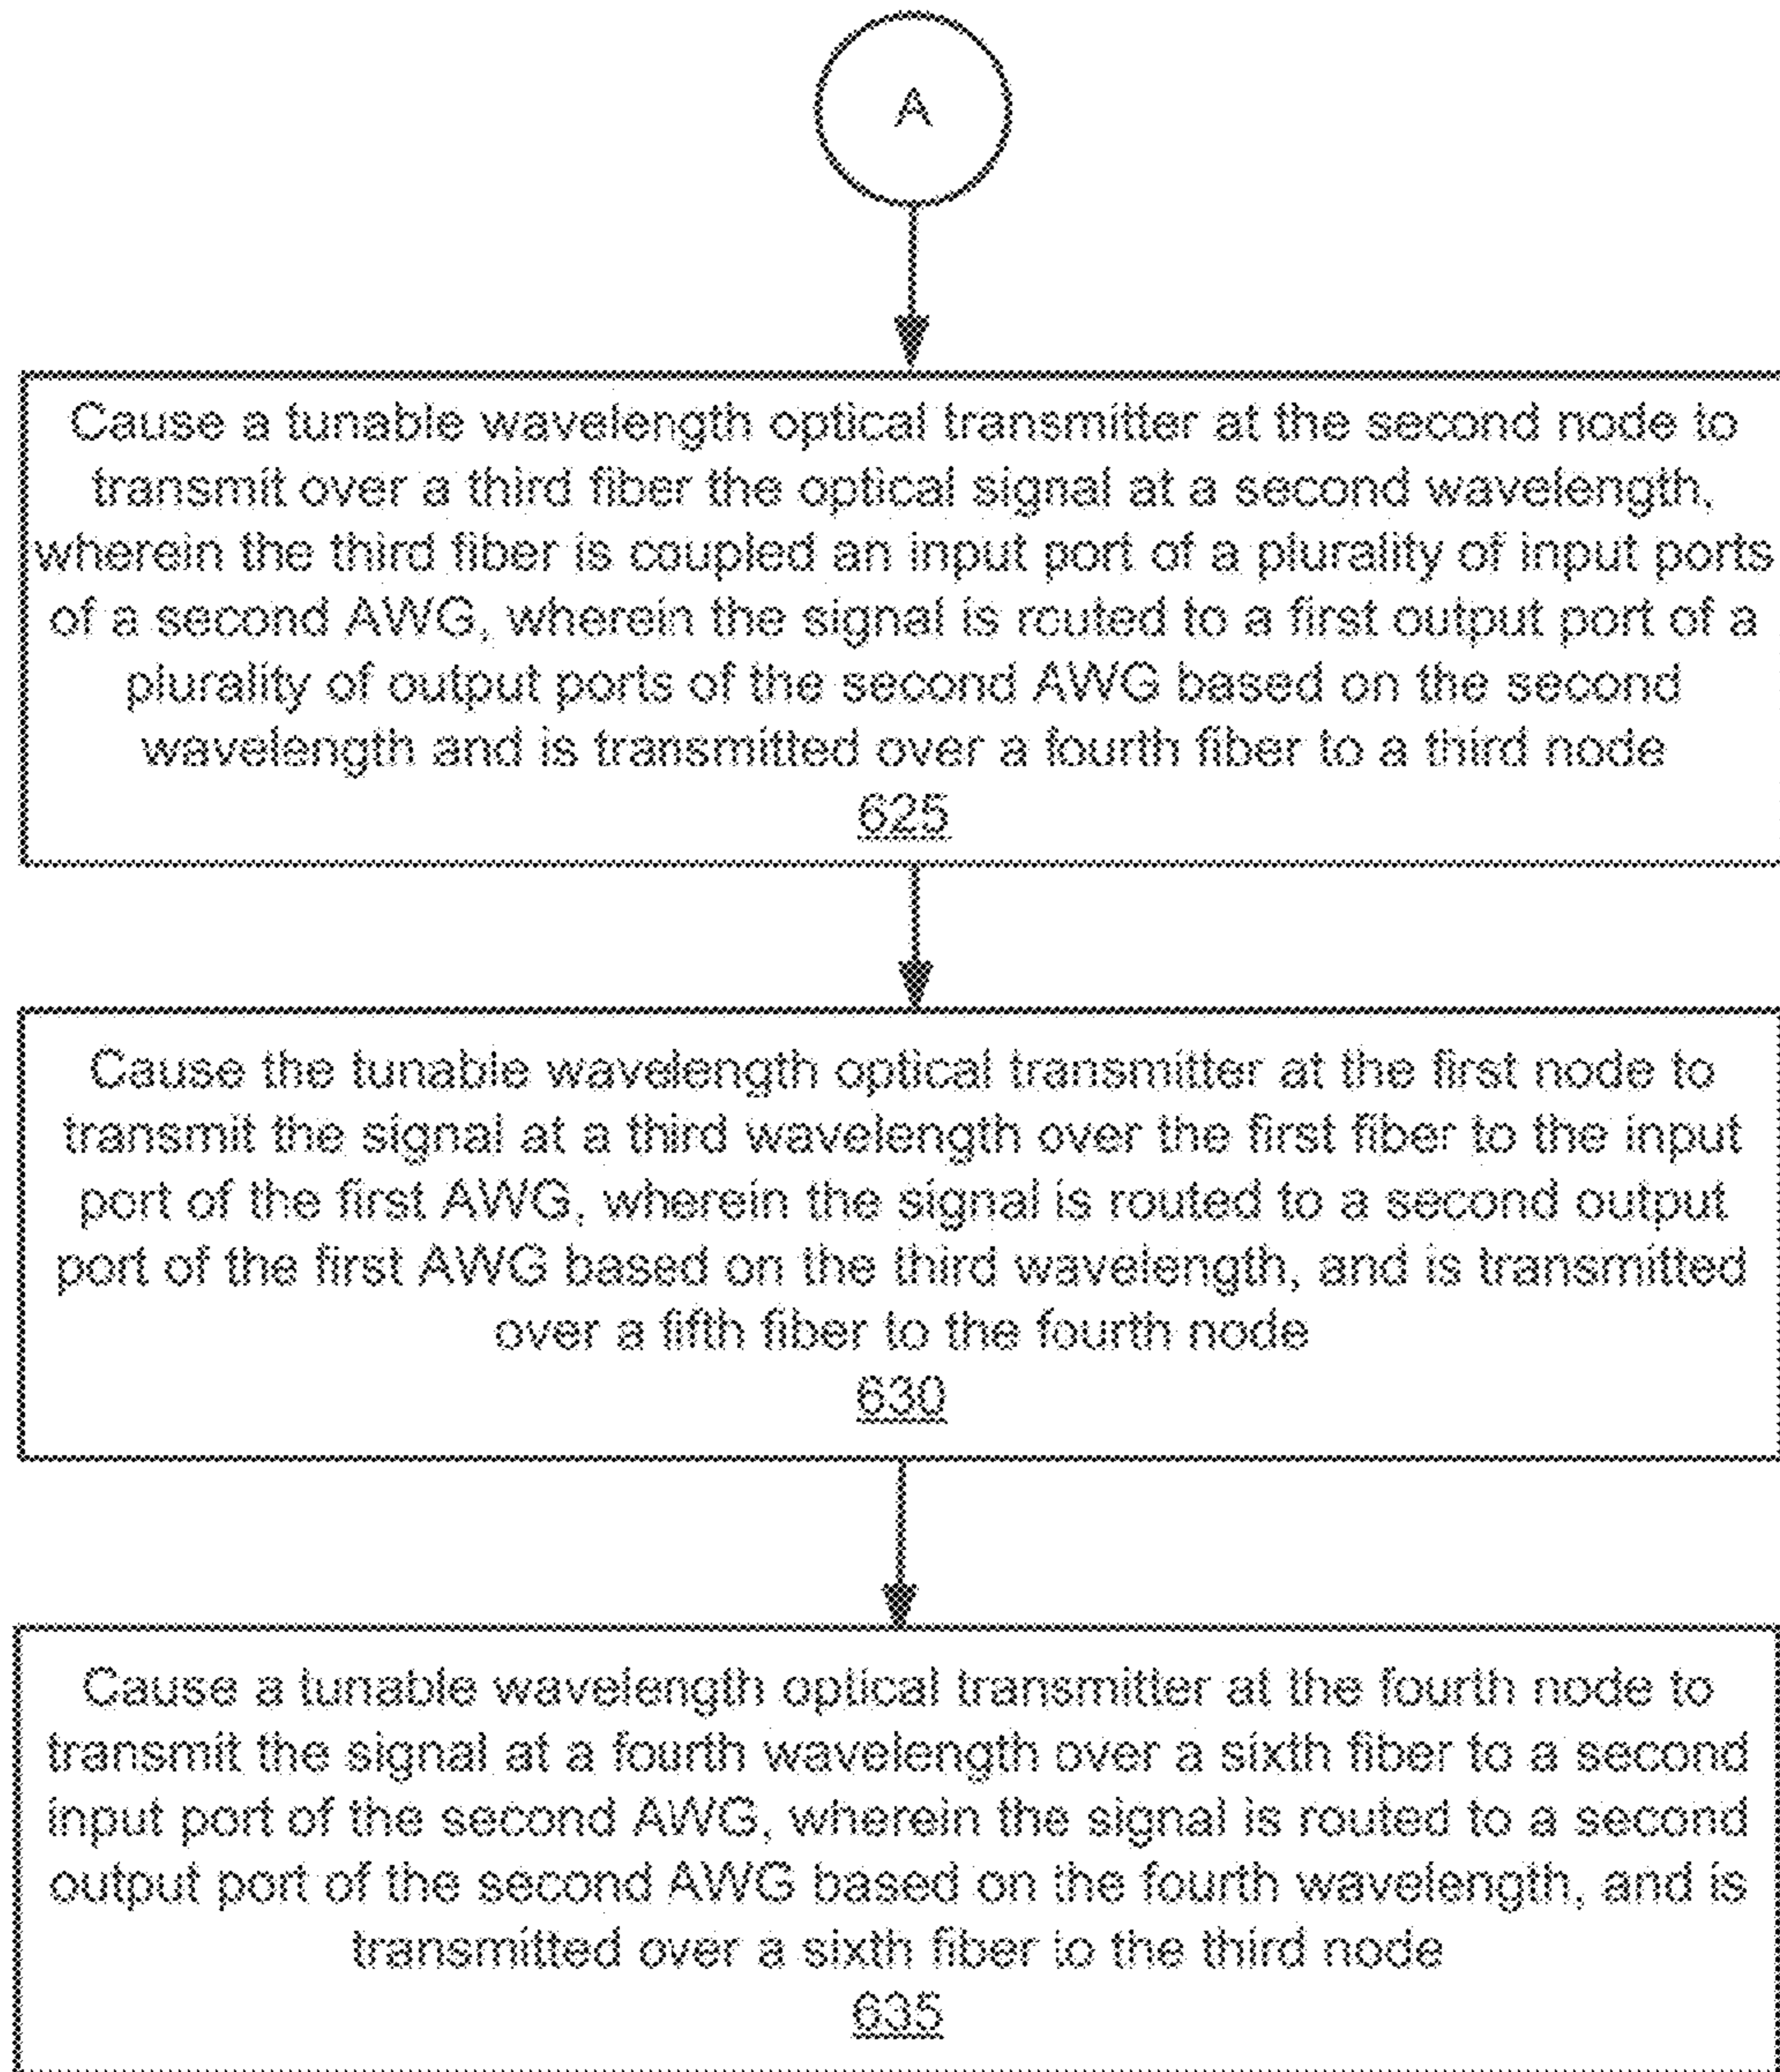 A
Cause a tunable wavelength optical transmitter at the second node to
transmit over a third fiber the optical signal at a second wavelength,
wherein the third fiber is coupled an input port of a plurality of input ports
of a second AWG, wherein the signal is routed to a first output port of a
plurality of output ports of the second AWG based on the second
wavelength and is transmitted over a fourth fiber to a third node
625
Cause the tunable wavelength optical transmitter at the first node to
transmit the signal at a third wavelength over the first fiber to the input
port of the first AWG, wherein the signal is routed to a second output
port of the first AWG based on the third wavelength, and is transmitted
over a fifth fiber to the fourth node
630
Cause a tunable wavelength optical transmitter at the fourth node to
transmit the signal at a fourth wavelength over a sixth fiber to a second
input port of the second AWG, wherein the signal is routed to a second
output port of the second AWG based on the fourth wavelength, and is
transmitted over a sixth fiber to the third node
635